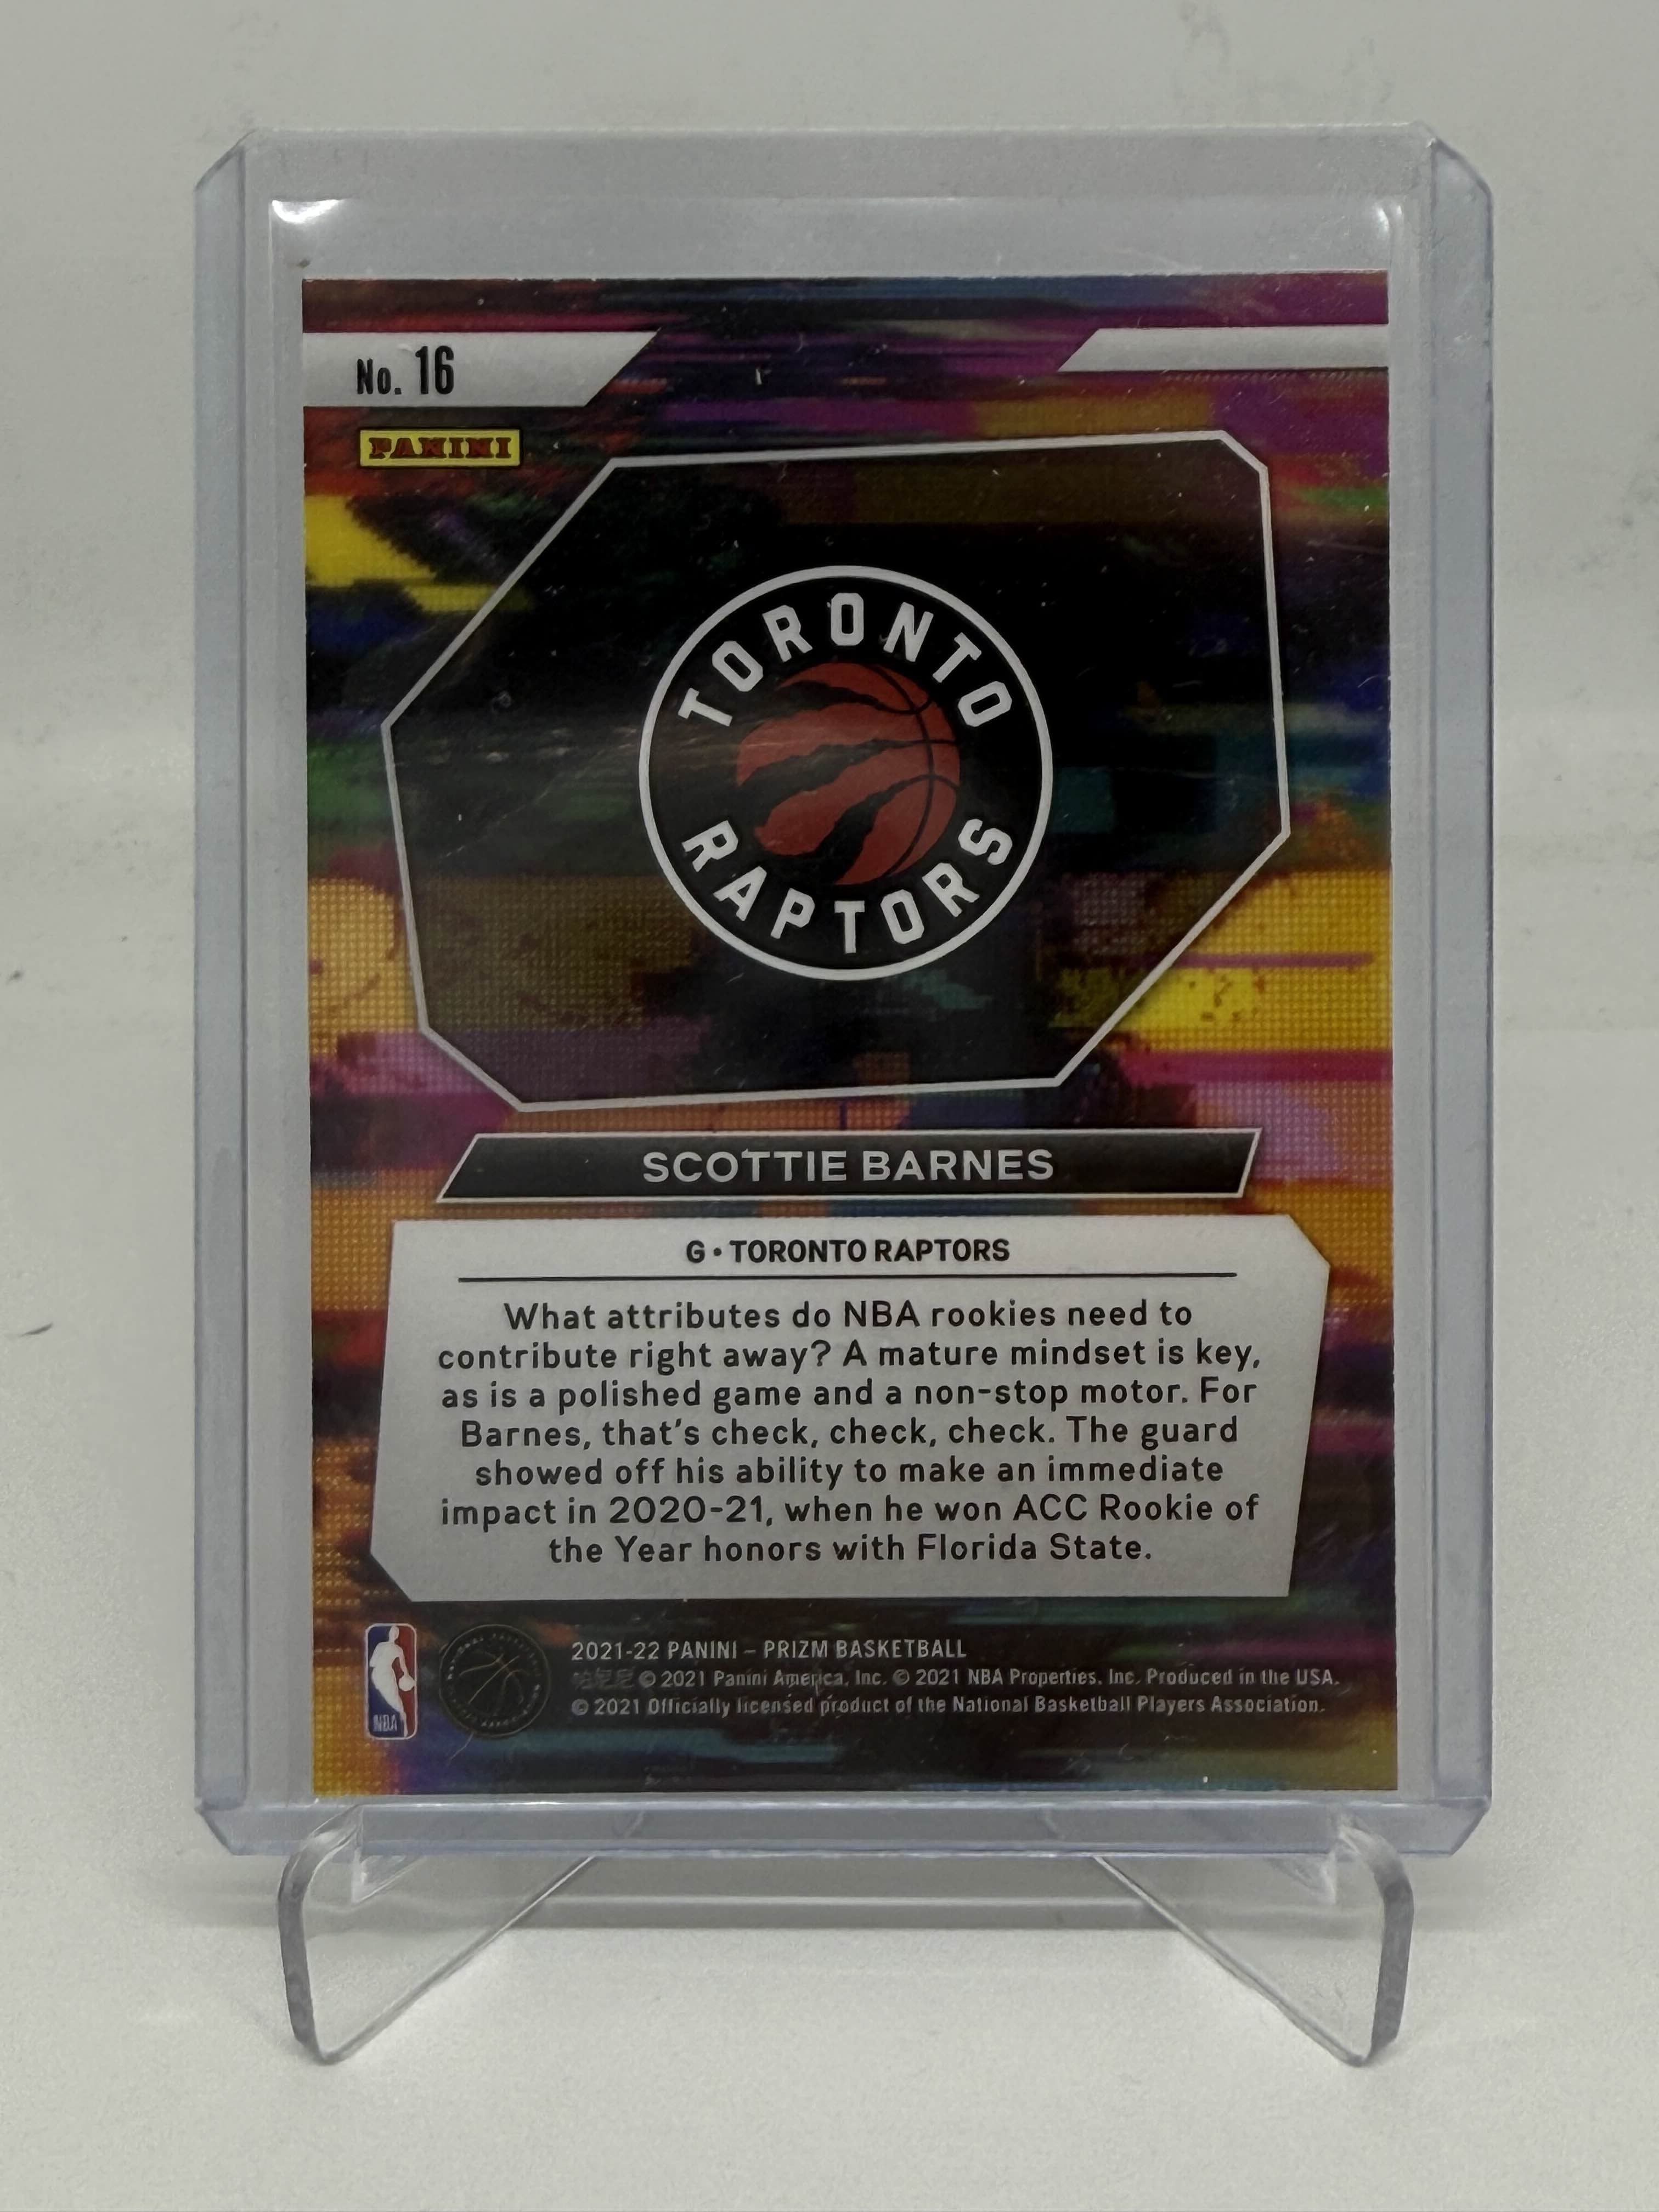 No. 16
PANINI
TORONTO
RAPTORS
SCOTTIE BARNES
G • TORONTO RAPTORS
What attributes do NBA rookies need to
contribute right away? A mature mindset is key,
as is a polished game and a non-stop motor. For
Barnes, that's check, check, check. The guard
showed off his ability to make an immediate
impact in 2020-21, when he won ACC Rookie of
the Year honors with Florida State.
NBA
2021-22 PANINI – PRIZM BASKETBALL
© 2021 Panini America, Inc. © 2021 NBA Properties, Inc. Produced in the USA.
© 2021 Officially licensed product of the National Basketball Players Association.